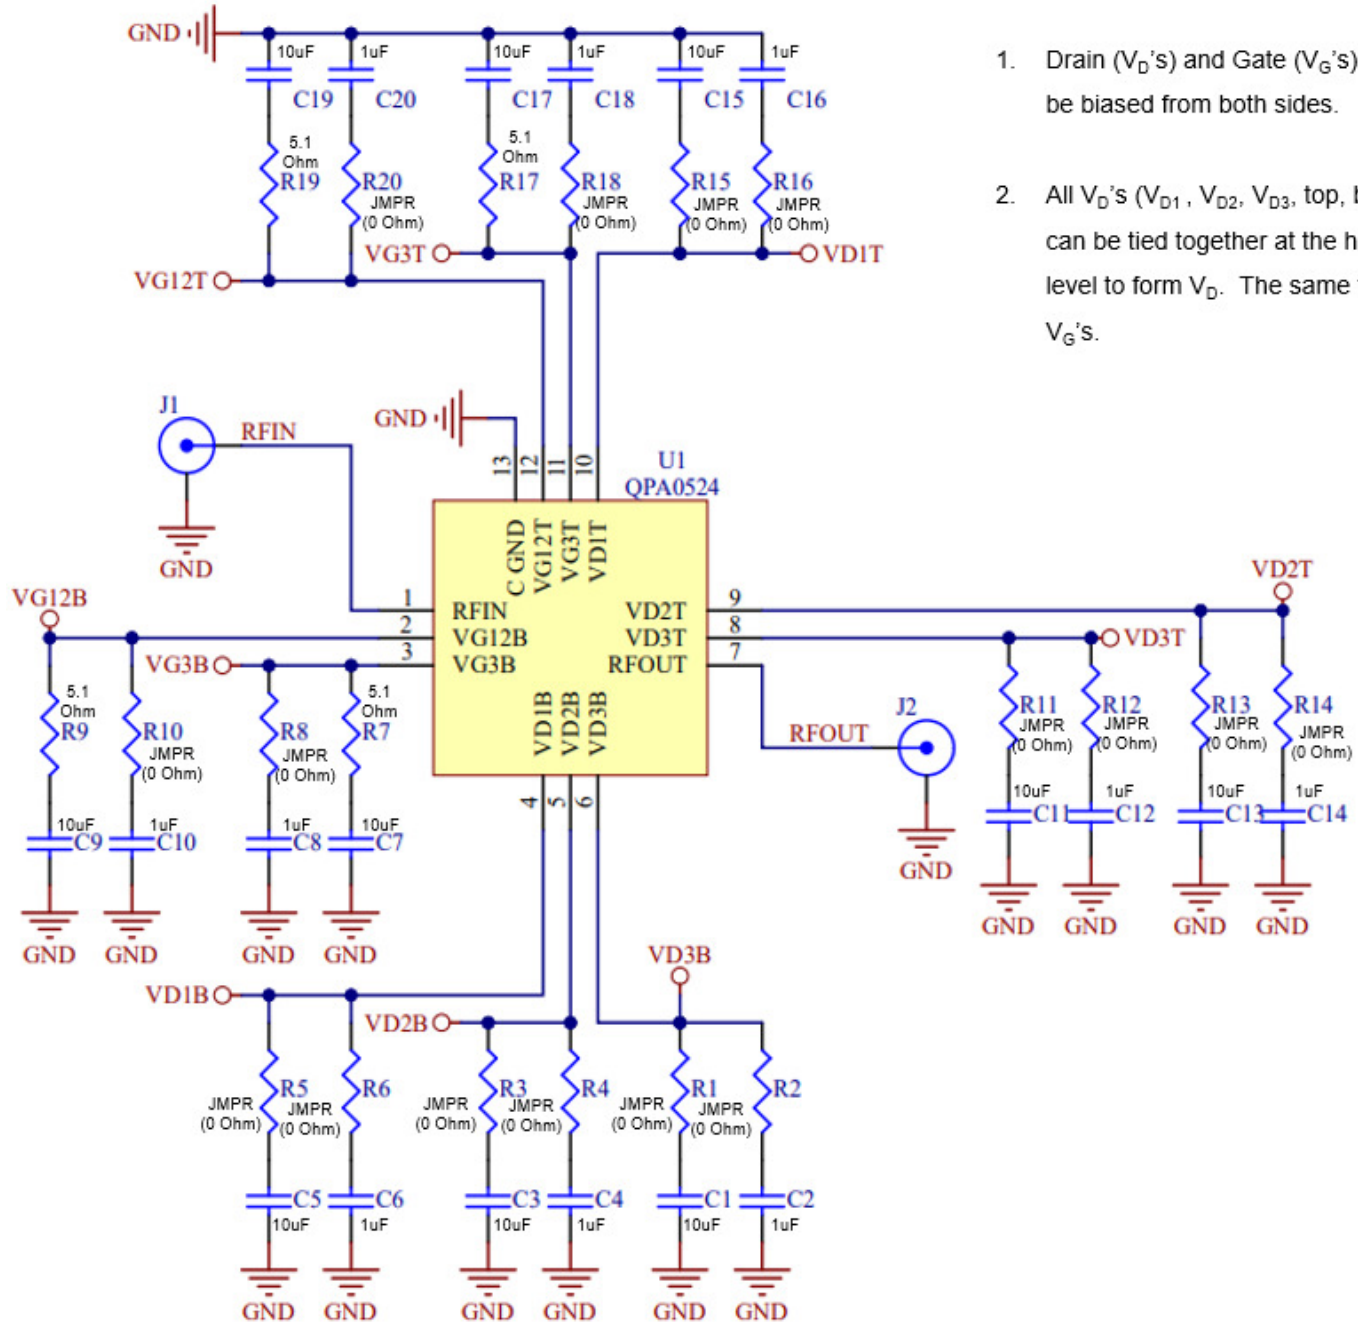 GND
10uF 1uF 10uF 1uF 10uF 1uF
C19 C20 C17 C18 C15 C16
5.1
Ohm
5.1
Ohm
R19 R20 R17 R18 R15 R16
JMPR
(0 Ohm)
JMPR
(0 Ohm)
JMPR
(0 Ohm)
JMPR
(0 Ohm)
VG3T
VD1T
VG12T
1. Drain (VD's) and Gate (VG's)
be biased from both sides.
2. All VD's (VD1 , VD2, VD3, top,
can be tied together at the
level to form VD. The same
VG's.
J1
RFIN
GND
GND
13 12 11 10
U1
QPA0524
C GND
VG12T
VG3T
VD1T
1 RFIN
2 VG12B
3 VG3B
VD2T 9
VD3T 8
RFOUT 7
VD1B
VD2B
VD3B
4 5 6
VG12B
VG3B
5.1
Ohm
R9
R10
JMPR
(0 Ohm)
R8
JMPR
(0 Ohm)
5.1
Ohm
R7
10uF 1uF 1uF 10uF
C9 C10 C8 C7
GND GND GND GND
VD2T
VD3T
RFOUT
J2
GND
R11 R12 R13 R14
JMPR
(0 Ohm)
JMPR
(0 Ohm)
JMPR
(0 Ohm)
JMPR
(0 Ohm)
10uF 1uF 10uF 1uF
C11 C12 C13 C14
GND GND GND GND
VD1B
VD2B
VD3B
R5 R6 R3 R4 R1 R2
JMPR
(0 Ohm)
JMPR
(0 Ohm)
JMPR
(0 Ohm)
JMPR
(0 Ohm)
JMPR
(0 Ohm)
JMPR
(0 Ohm)
C5 C6 C3 C4 C1 C2
10uF 1uF 10uF 1uF 10uF 1uF
GND GND GND GND GND GND